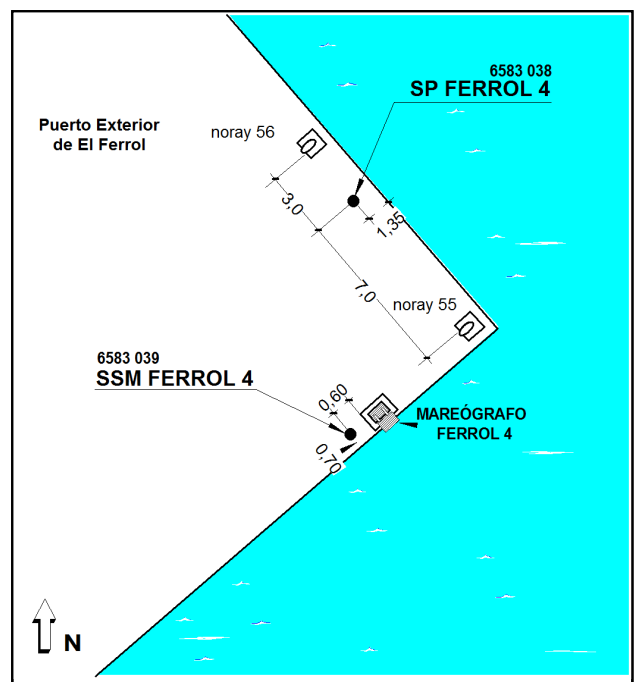 6583 038
SP FERROL 4
Puerto Exterior
de El Ferrol
noray 56
3,0
1,35
7,0
noray 55
6583 039
SSM FERROL 4
0,60
MAREÓGRAFO
FERROL 4
0,70
N